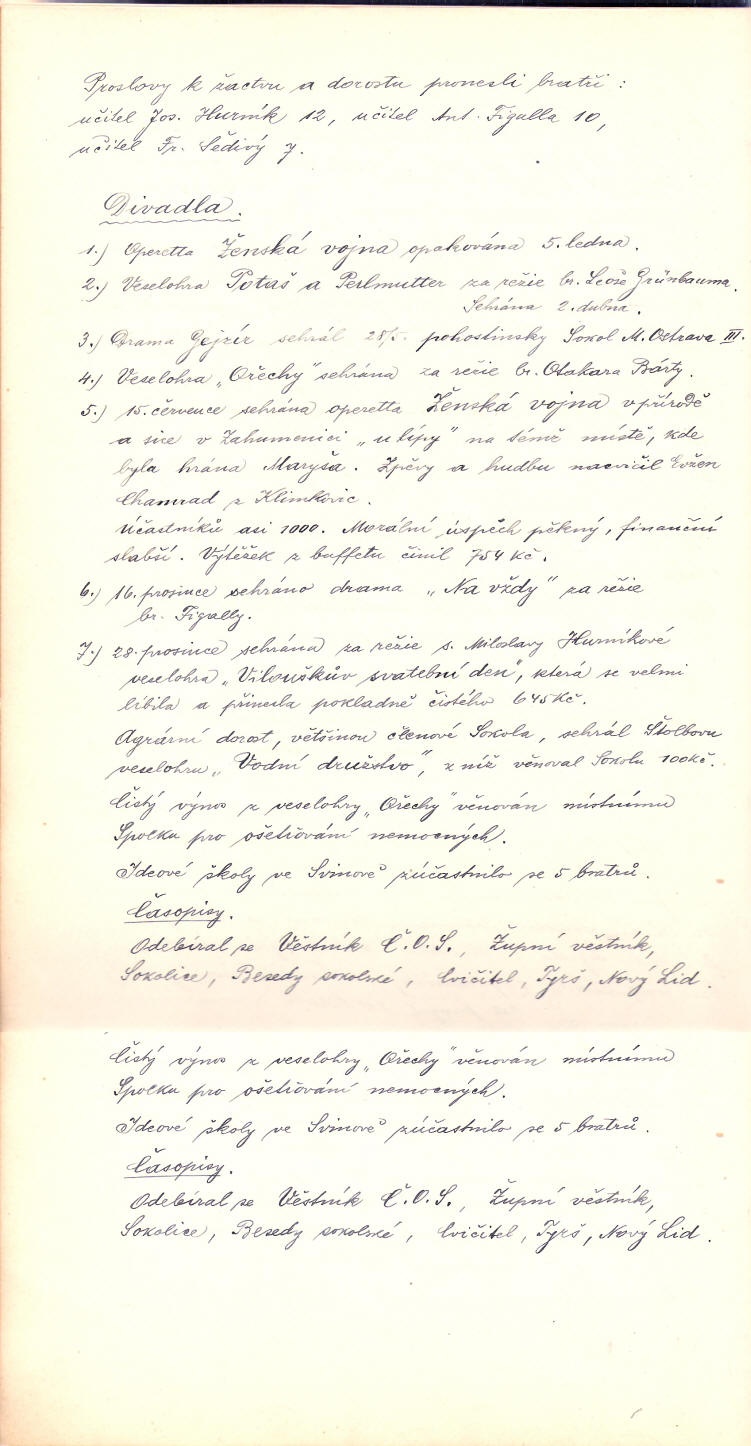 Proslovy k žactvu a dorostu pronesli bratři :
učitel Jos. Hurník 12, učitel Ant. Figalla 10,
učitel Fr. Šedivý 7.
Divadla.
1.) Operetta Ženská vojna opakována 5. ledna.
2.) Veselohra Potaš a Perlmutter za režie br. Leoše Grünbauma.
Sehrána 2. dubna.
3.) Drama Gejzír sehrál 28/5. pohostinsky Sokol M. Ostrava III.
4.) Veselohra „Ořechy" sehrána za režie br. Otakara Bárty.
5.) 15. července sehrána operetta Ženská vojna v přírodě
a sice v Zahumenici „u lípy" na témž místě, kde
byla hrána Maryša. Zpěvy a hudbu nacvičil Evžen
Chamrad z Klimkovic.
Účastníků asi 1000. Morální úspěch pěkný, finanční
slabší. Výtěžek z buffetu činil 754 Kč.
6.) 16. prosince sehráno drama „Na vždy" za režie
br. Figally.
7.) 28. prosince sehrána za režie s. Miloslavy Hurníkové
veselohra „Vilouškův svatební den", která se velmi
líbila a přinesla pokladně čistého 645 Kč.
Agrární dorost, většinou členové Sokola, sehrál Štolbovu
veselohru „Vodní družstvo", z níž věnoval Sokolu 100 Kč.
Čistý výnos z veselohry „Ořechy" věnován místnímu
Spolku pro ošetřování nemocných.
Ideové školy ve Svinově zúčastnilo se 5 bratrů.
Časopisy.
Odebíral se Věstník Č.O.S., Župní věstník,
Sokolice, Besedy sokolské, Cvičitel, Tyrš, Nový Lid.
Čistý výnos z veselohry „Ořechy" věnován místnímu
Spolku pro ošetřování nemocných.
Ideové školy ve Svinově zúčastnilo se 5 bratrů.
Časopisy.
Odebíral se Věstník Č.O.S., Župní věstník,
Sokolice, Besedy sokolské, Cvičitel, Tyrš, Nový Lid.